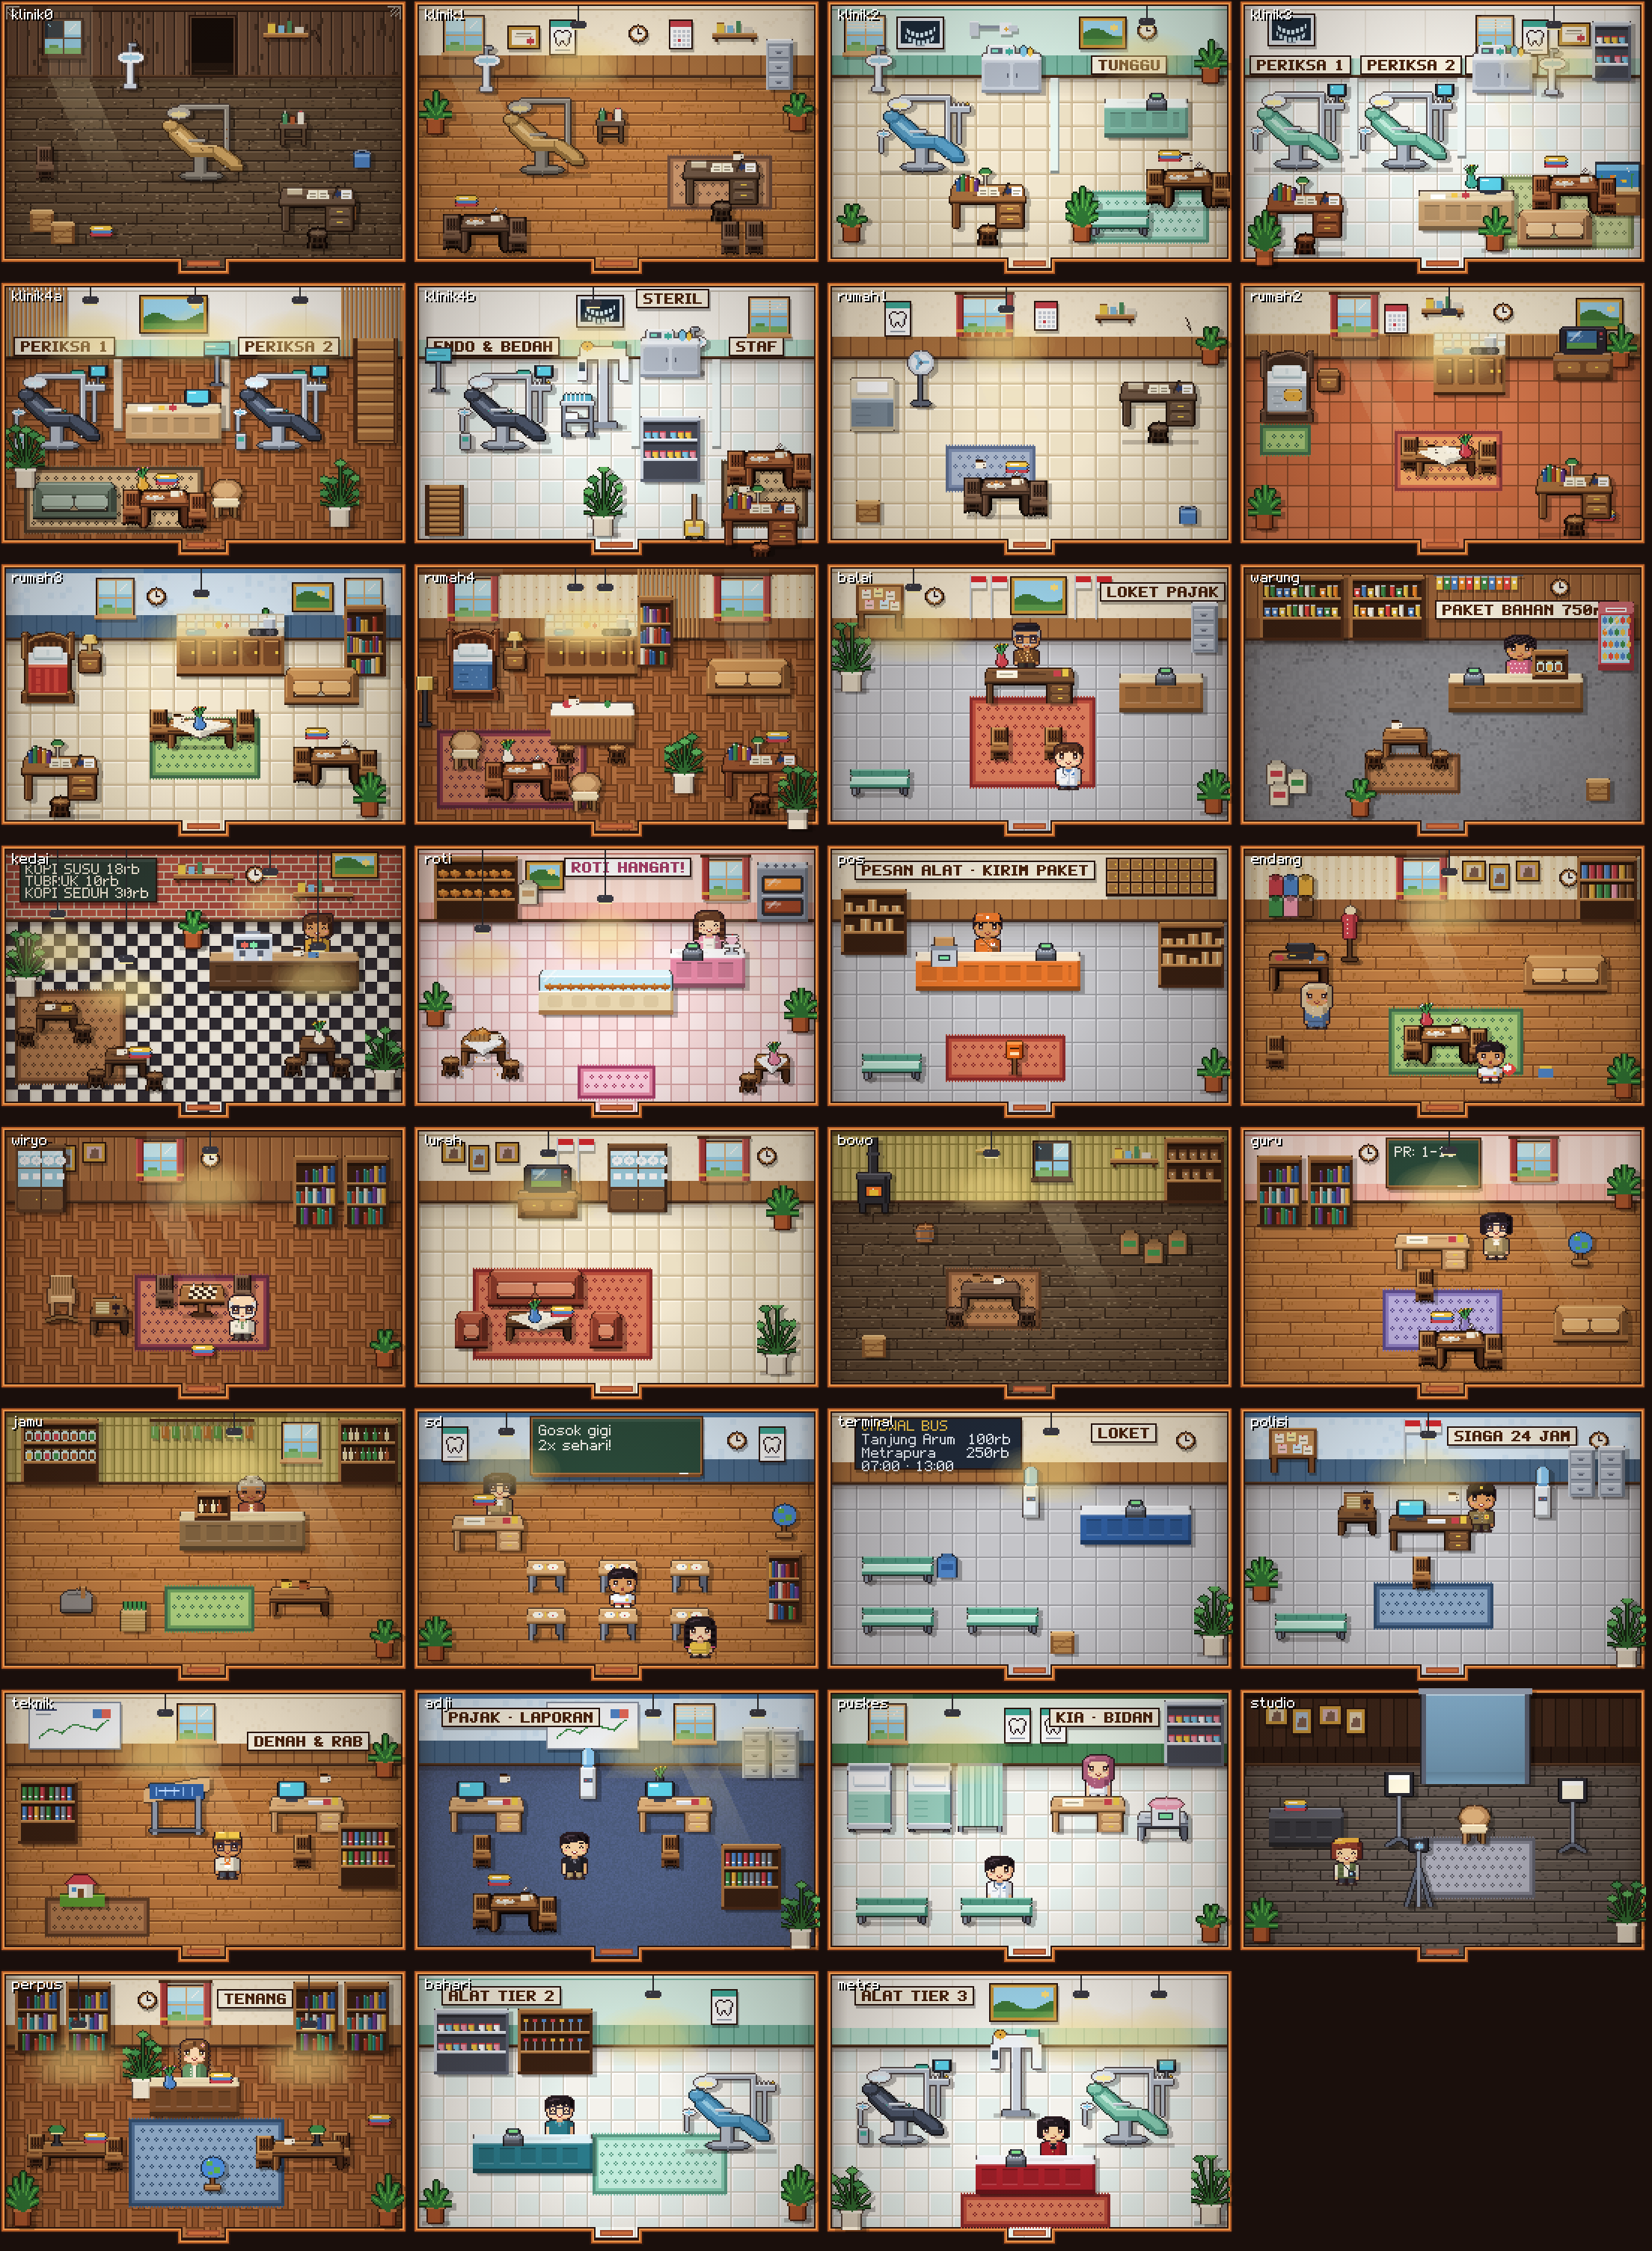 klinik0
klinik1
klinik2
TUNGGU
klinik3
PERIKSA 1
PERIKSA 2
klinik4a
PERIKSA 1
PERIKSA 2
klinik4b
STERIL
ENDO & BEDAH
STAF
rumah1
rumah2
rumah3
rumah4
balai
LOKET PAJAK
warung
PAKET BAHAN 750r
kedai
KOPI SUSU 18rb
TUBRUK 10rb
KOPI SEDUH 30rb
roti
ROTI HANGAT!
pos
PESAN ALAT · KIRIM PAKET
endang
wiryo
lurah
bowo
guru
PR: 1-
jamu
sd
Gosok gigi
2x sehari!
terminal
JADWAL BUS
Tanjung Arum 100rb
Metrapura 250rb
07:00 · 13:00
LOKET
polisi
SIAGA 24 JAM
teknik
DENAH & RAB
adji
PAJAK · LAPORAN
puskes
KIA · BIDAN
studio
perpus
TENANG
bahari
ALAT TIER 2
metra
ALAT TIER 3